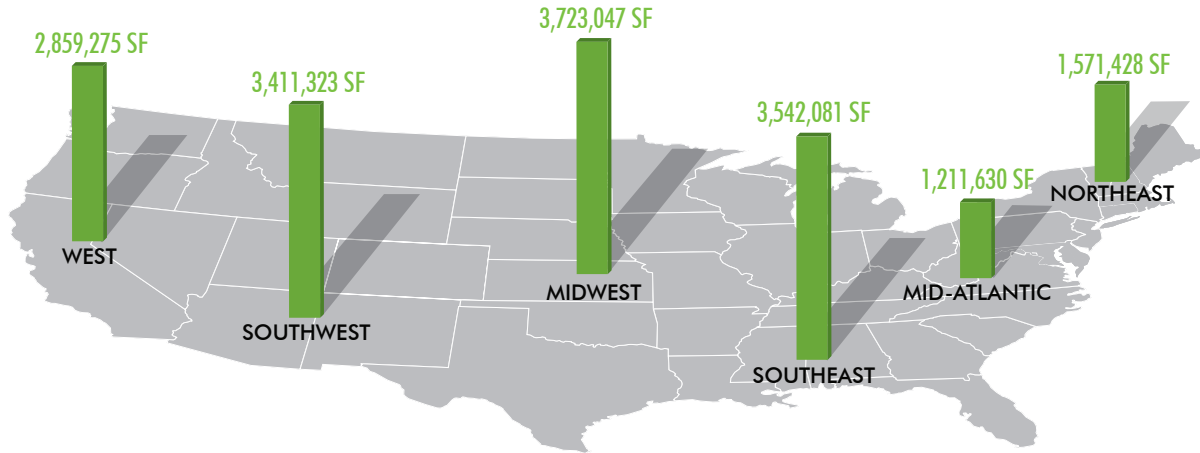 2,859,275 SF
WEST
3,411,323 SF
SOUTHWEST
3,723,047 SF
MIDWEST
3,542,081 SF
SOUTHEAST
1,211,630 SF
MID-ATLANTIC
1,571,428 SF
NORTHEAST